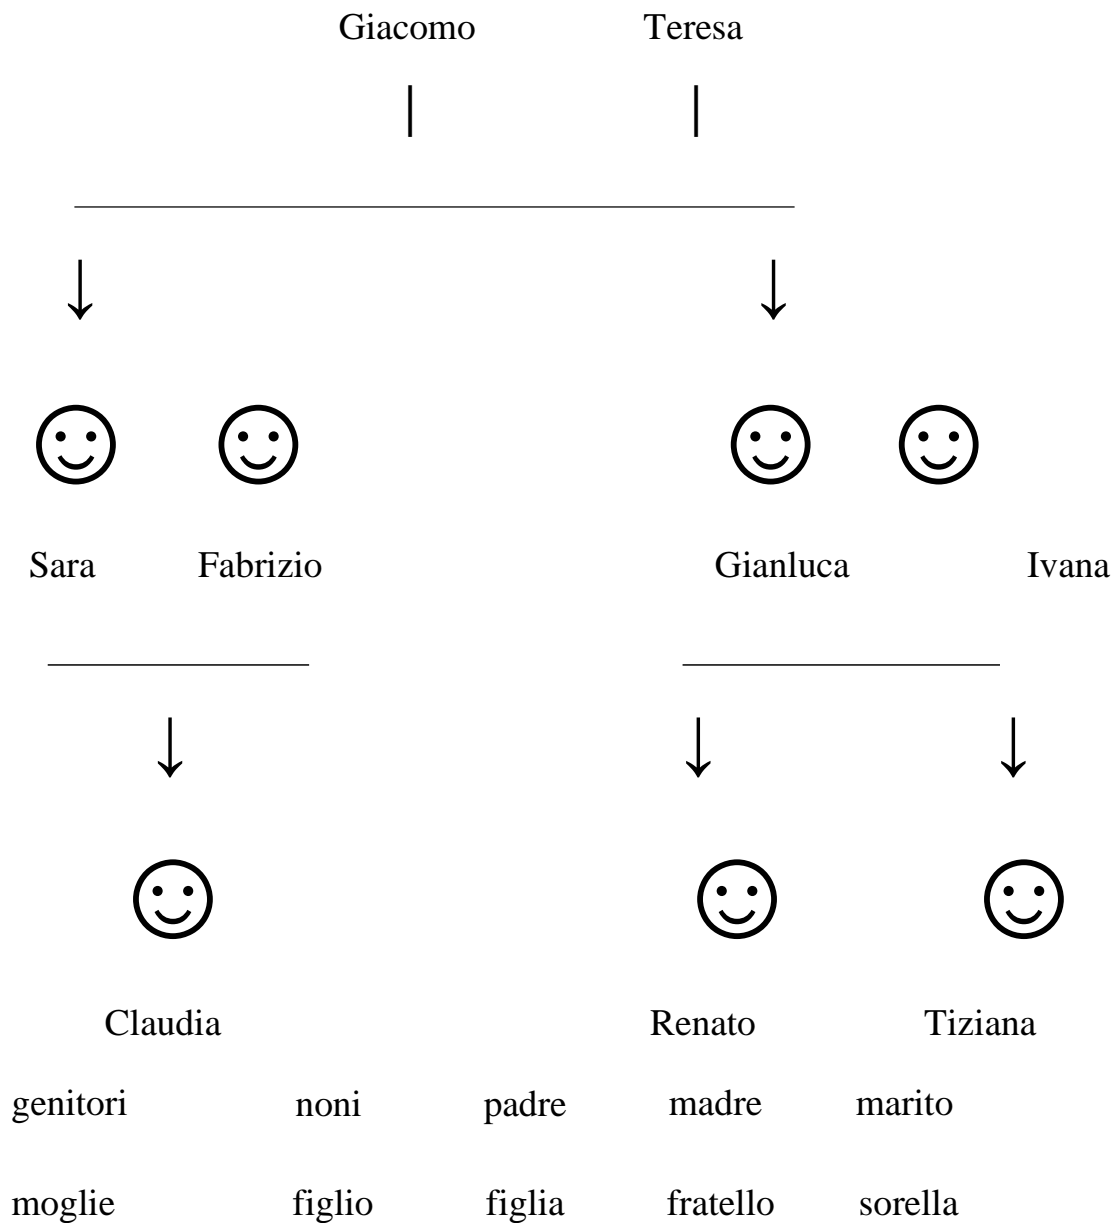 Giacomo Teresa
Sara Fabrizio Gianluca Ivana
Claudia Renato Tiziana
genitori noni padre madre marito
moglie figlio figlia fratello sorella